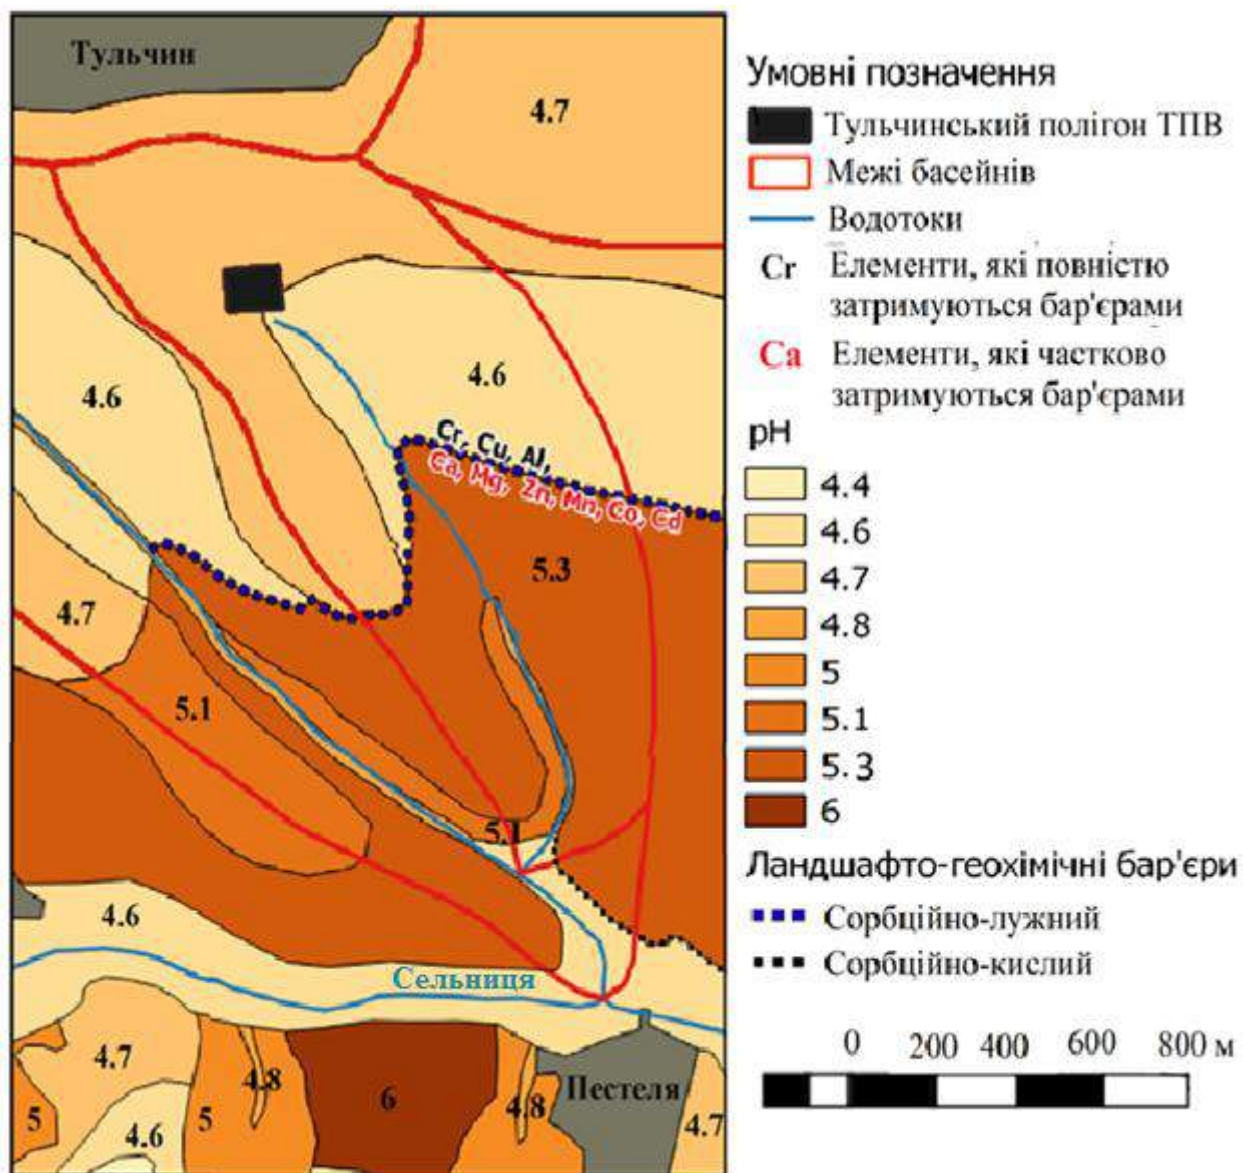 Тульчин
4.7
4.6
4.6
Cr, Cu, Al,
Ca, Mg, Zn, Mn, Co, Cd
5.3
4.7
5.1
5.1
4.6
Сельниця
4.7
4.8
5
5
6
4.8
Пестеля
4.6
4.7
Умовні позначення
Тульчинський полігон ТПВ
Межі басейнів
Водотоки
Cr Елементи, які повністю
затримуються бар'єрами
Ca Елементи, які частково
затримуються бар'єрами
pH
4.4
4.6
4.7
4.8
5
5.1
5.3
6
Ландшафто-геохімічні бар'єри
Сорбційно-лужний
Сорбційно-кислий
0 200 400 600 800 м